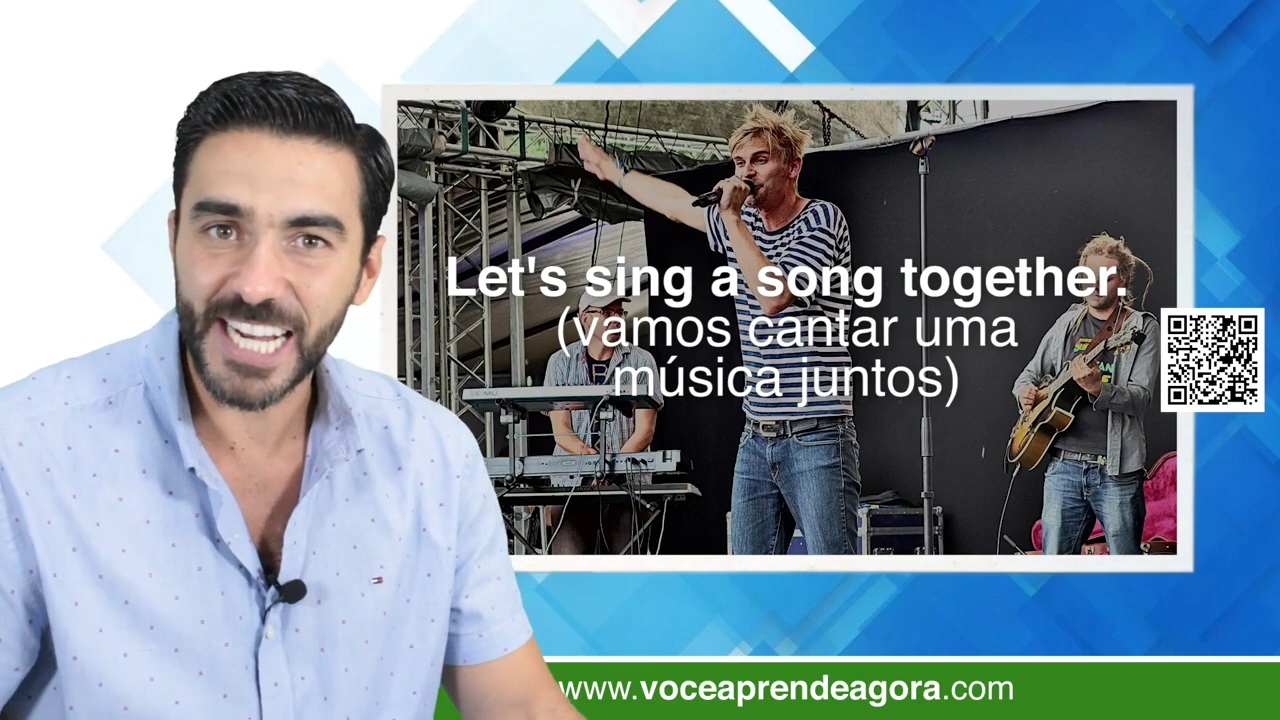 Let's sing a song together.
(vamos cantar uma
música juntos)
www.voceaprendeagora.com